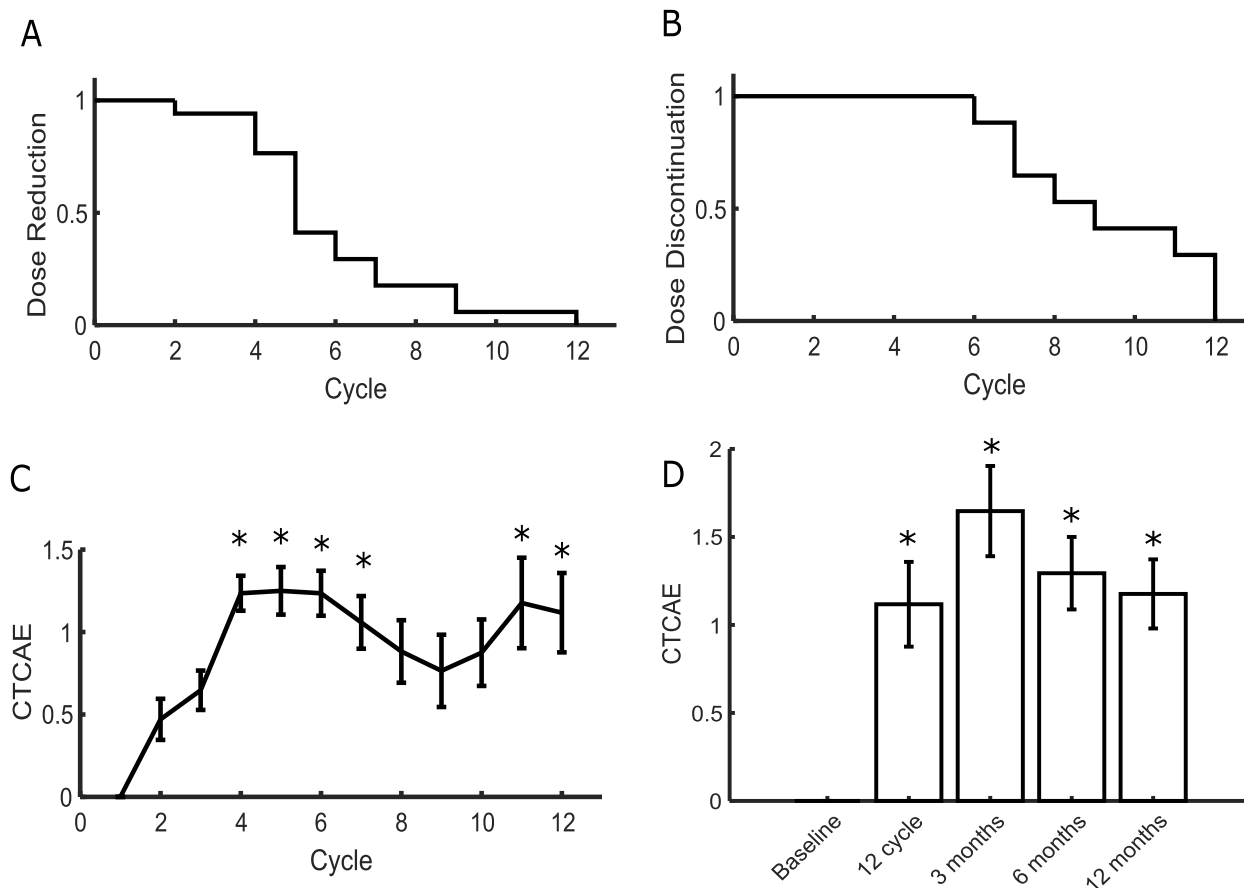 A
Dose Reduction
1
0.5
0
0 2 4 6 8 10 12
Cycle
B
Dose Discontinuation
1
0.5
0
0 2 4 6 8 10 12
Cycle
C
CTCAE
1.5
1
0.5
0
* * * * * *
0 2 4 6 8 10 12
Cycle
D
CTCAE
2
1.5
1
0.5
0
* * * *
Baseline
12 cycle
3 months
6 months
12 months